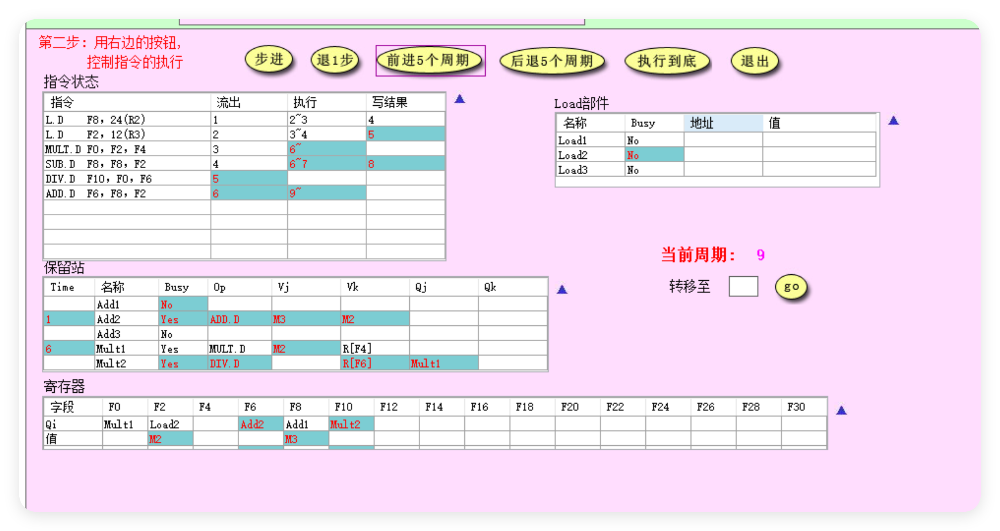 第二步：用右边的按钮，
控制指令的执行
步进 退1步 前进5个周期 后退5个周期 执行到底 退出
指令状态
指令 流出 执行 写结果
L.D F8，24(R2) 1 2~3 4
L.D F2，12(R3) 2 3~4 5
MULT.D F0，F2，F4 3 6~
SUB.D F8，F8，F2 4 6~7 8
DIV.D F10，F0，F6 5
ADD.D F6，F8，F2 6 9~
Load部件
名称 Busy 地址 值
Load1 No
Load2 No
Load3 No
当前周期： 9
转移至 go
保留站
Time 名称 Busy Op Vj Vk Qj Qk
Add1 No
1 Add2 Yes ADD.D M3 M2
Add3 No
6 Mult1 Yes MULT.D M2 R[F4]
Mult2 Yes DIV.D R[F6] Mult1
寄存器
字段 F0 F2 F4 F6 F8 F10 F12 F14 F16 F18 F20 F22 F24 F26 F28 F30
Qi Mult1 Load2 Add2 Add1 Mult2
值 M2 M3